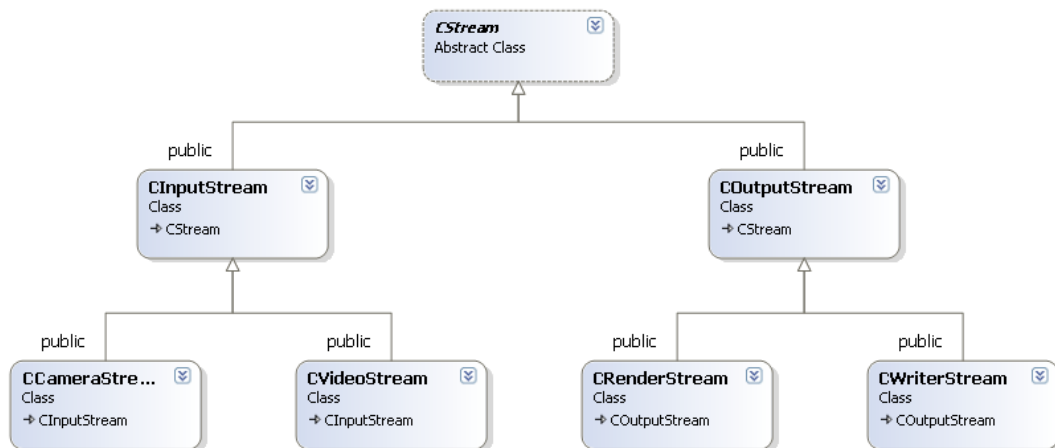 CStream
Abstract Class
public
public
CInputStream
Class
CStream
COutputStream
Class
CStream
public
public
public
public
CCameraStre...
Class
CInputStream
CVideoStream
Class
CInputStream
CRenderStream
Class
COutputStream
CWriterStream
Class
COutputStream